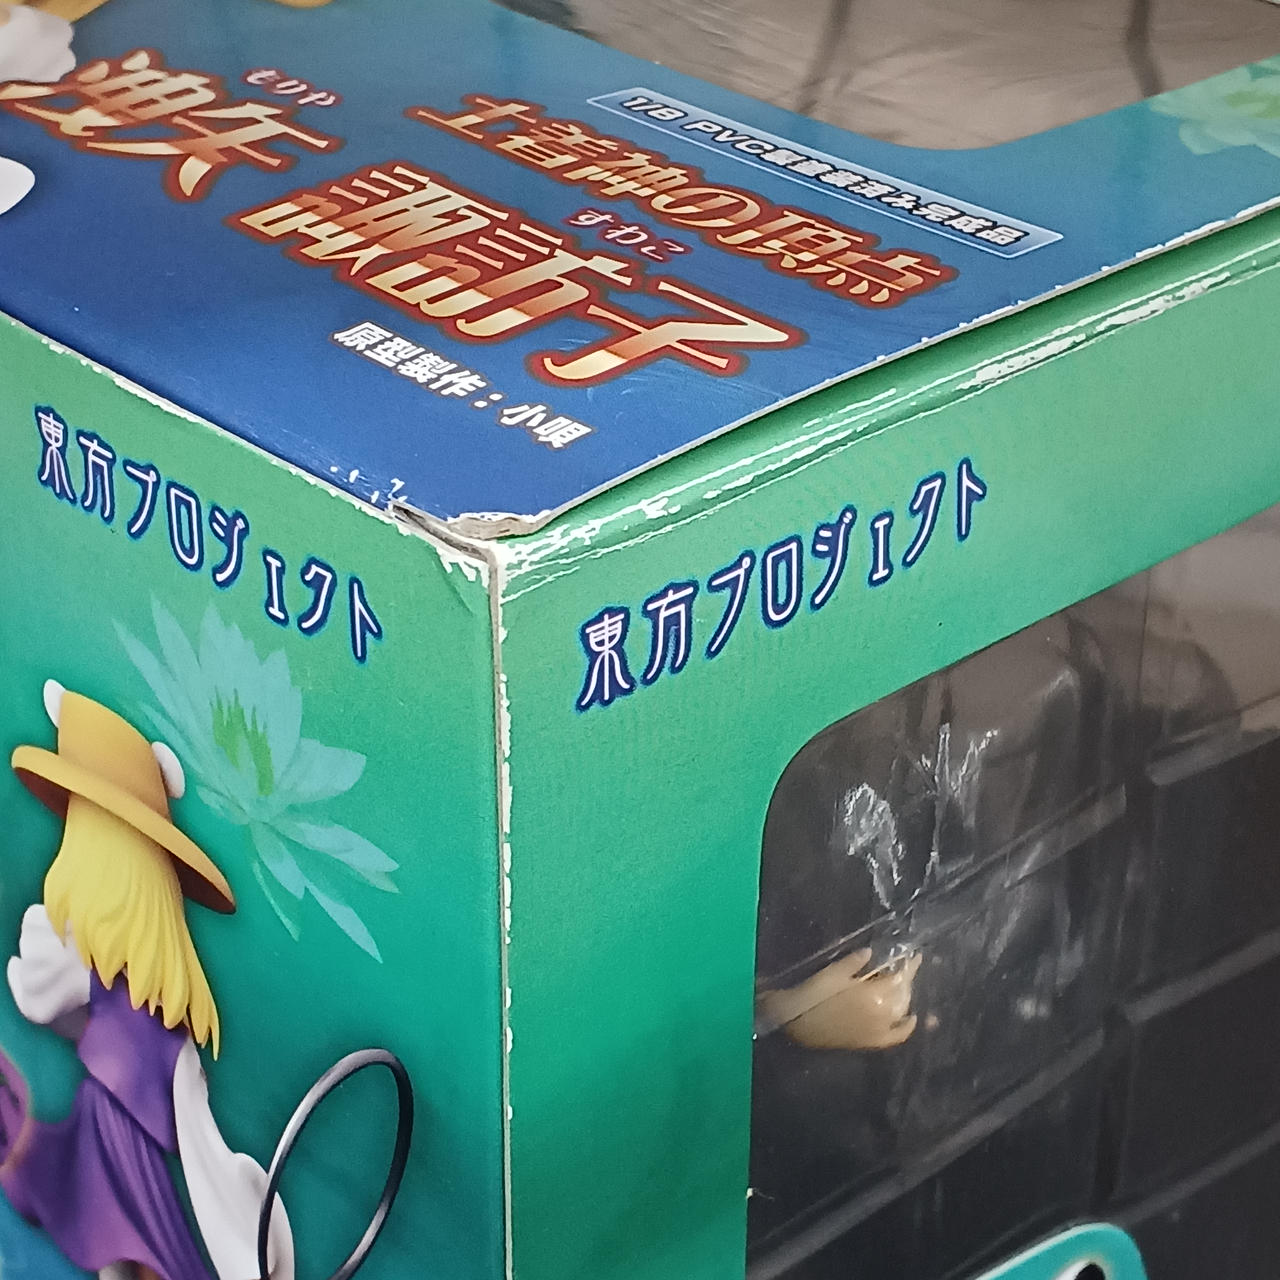 1/8 PVC製塗装済み完成品
土着神の頂点
もりや
洩矢
すわこ
諏訪子
原型製作：小唄
東方プロジェクト
東方プロジェクト